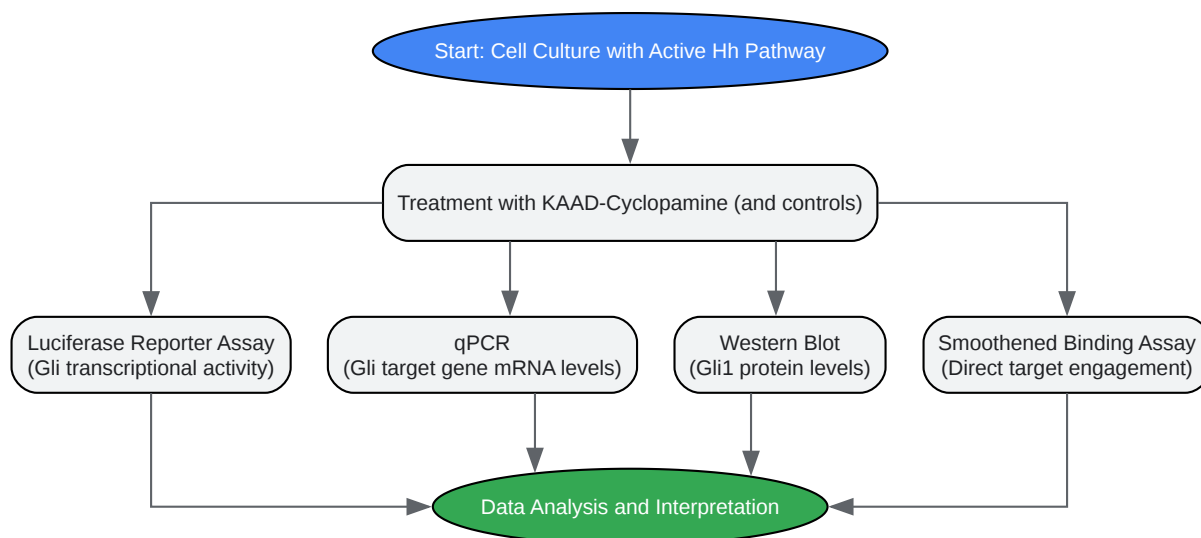 Start: Cell Culture with Active Hh Pathway
Treatment with KAAD-Cyclopamine (and controls)
Luciferase Reporter Assay
(Gli transcriptional activity)
qPCR
(Gli target gene mRNA levels)
Western Blot
(Gli1 protein levels)
Smoothened Binding Assay
(Direct target engagement)
Data Analysis and Interpretation